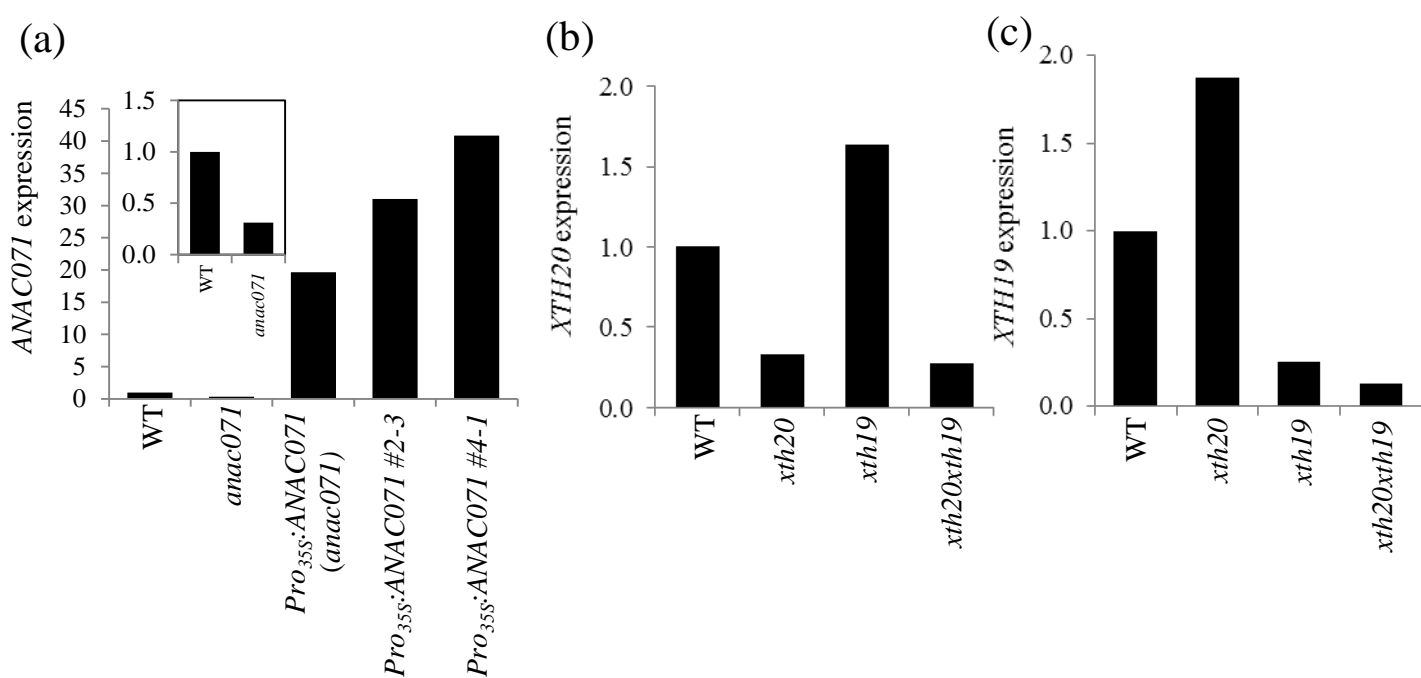 (a)
ANAC071 expression
45
40
35
30
25
20
15
10
5
0
1.5
1.0
0.5
0.0
WT
anac071
WT
anac071
Pro35S:ANAC071
(anac071)
Pro35S:ANAC071 #2-3
Pro35S:ANAC071 #4-1
(b)
XTH20 expression
2.0
1.5
1.0
0.5
0.0
WT
xth20
xth19
xth20xth19
(c)
XTH19 expression
2.0
1.5
1.0
0.5
0.0
WT
xth20
xth19
xth20xth19